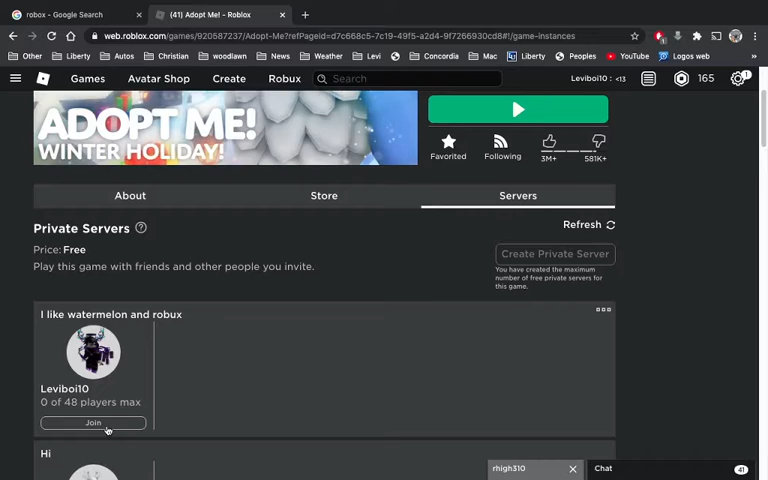 robox - Google Search
(41) Adopt Me! - Roblox
web.roblox.com/games/920587237/Adopt-Me?refPageId=d7c668c5-17c9-49f5-a2d4-9f7266930cd8#!/game-instances
Other Liberty Autos Christian woodlawn News Weather Levi Concordia Mac Liberty Peoples YouTube Logos web
Games Avatar Shop Create Robux Search Leviboi10 : <13 165 1
ADOPT ME!
WINTER HOLIDAY!
Favorited Following 3M+ 581K+
About Store Servers
Private Servers Refresh
Price: Free
Create Private Server
Play this game with friends and other people you invite.
You have created the maximum
number of free private servers for
this game.
I like watermelon and robux
Leviboi10
0 of 48 players max
Join
Hi
rhigh310 Chat 41